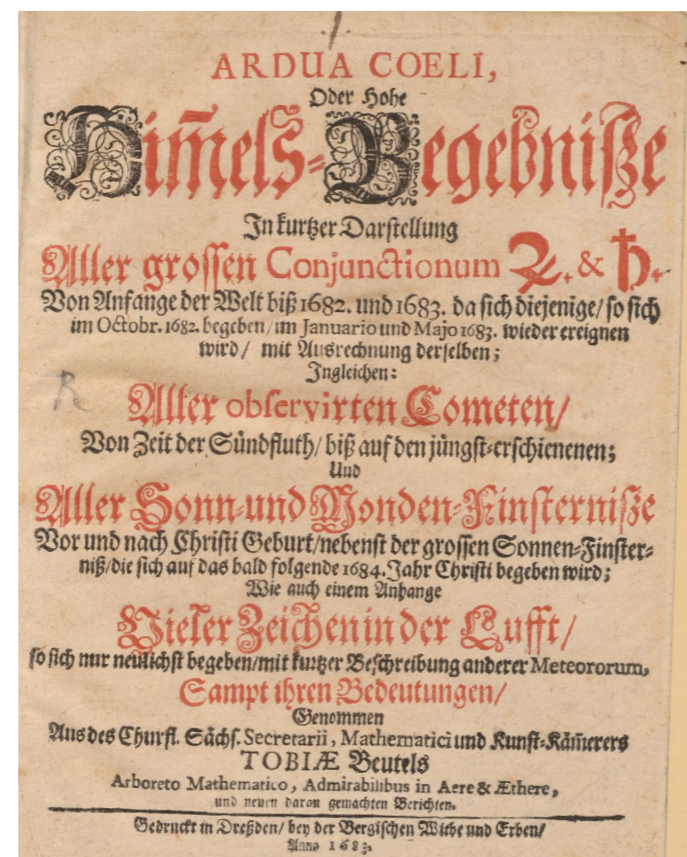 ARDUA COELI,
Oder Hohe
Him̃els-Begebniße
In kurtzer Darstellung
Aller grossen Conjunctionum ♃. & ♄.
Von Anfange der Welt biß 1682. und 1683. da sich diejenige/ so sich
im Octobr. 1682. begeben/ im Januario und Majo 1683. wieder ereignen
wird/ mit Ausrechnung derselben;
Ingleichen:
Aller observirten Cometen/
Von Zeit der Sündfluth/ biß auf den jüngst-erschienenen;
Und
Aller Sonn-und Monden-Finsterniße
Vor und nach Christi Geburt/nebenst der grossen Sonnen-Finster-
niß/die sich auf das bald folgende 1684. Jahr Christi begeben wird;
Wie auch einem Anhange
Vieler Zeichen in der Lufft/
so sich nur neulichst begeben/mit kurtzer Beschreibung anderer Meteororum,
Sampt ihren Bedeutungen/
Genommen
Aus des Churfl. Sächs. Secretarii, Mathematici und Kunst-Käm̃erers
TOBIÆ Beutels
Arboreto Mathematico, Admirabilibus in Aere & Æthere,
und neuen daran gemachten Berichten.
Gedruckt in Dreßden/ bey der Bergischen Witbe und Erben/
Anno 1683.
R